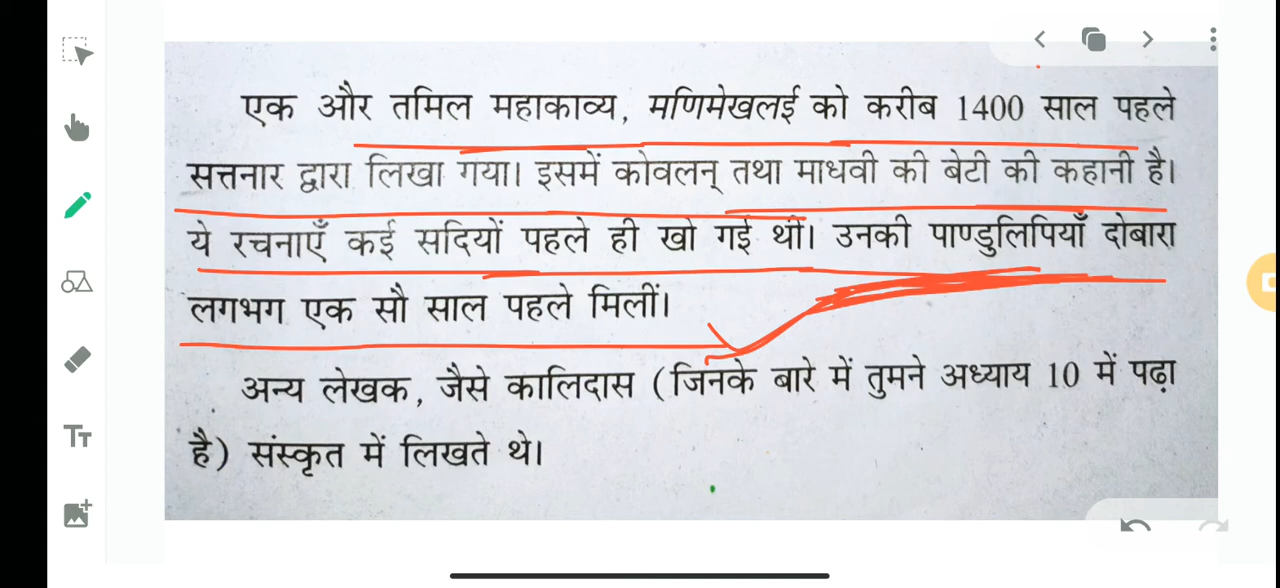 एक और तमिल महाकाव्य, मणिमेखलई को करीब 1400 साल पहले
सत्तनार द्वारा लिखा गया। इसमें कोवलन् तथा माधवी की बेटी की कहानी है।
ये रचनाएँ कई सदियों पहले ही खो गई थीं। उनकी पाण्डुलिपियाँ दोबारा
लगभग एक सौ साल पहले मिलीं।
अन्य लेखक, जैसे कालिदास (जिनके बारे में तुमने अध्याय 10 में पढ़ा
है) संस्कृत में लिखते थे।
TT